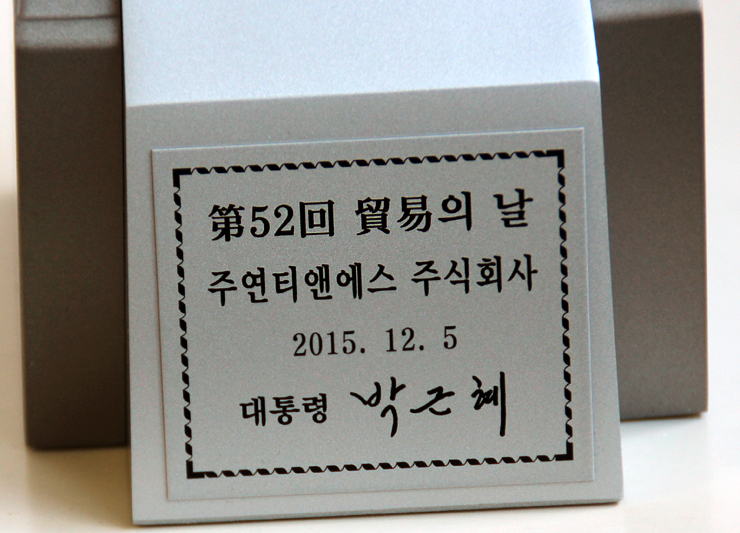 第52回 貿易의 날
주연티앤에스 주식회사
2015. 12. 5
대통령 박근혜